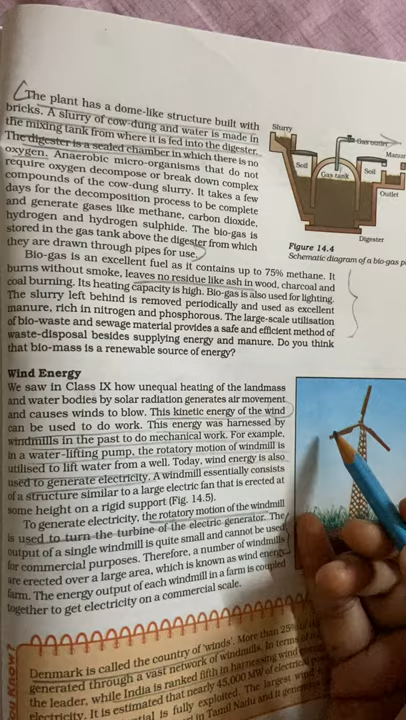 The plant has a dome-like structure built with
bricks. A slurry of cow-dung and water is made in
the mixing tank from where it is fed into the digester.
The digester is a sealed chamber in which there is no
oxygen. Anaerobic micro-organisms that do not
require oxygen decompose or break down complex
compounds of the cow-dung slurry. It takes a few
days for the decomposition process to be complete
and generate gases like methane, carbon dioxide,
hydrogen and hydrogen sulphide. The bio-gas is
stored in the gas tank above the digester from which
they are drawn through pipes for use.
Slurry
Gas outlet
Manur
Soil
Gas tank
Soil
Outlet
Digester
Figure 14.4
Schematic diagram of a bio-gas p
Bio-gas is an excellent fuel as it contains up to 75% methane. It
burns without smoke, leaves no residue like ash in wood, charcoal and
coal burning. Its heating capacity is high. Bio-gas is also used for lighting.
The slurry left behind is removed periodically and used as excellent
manure, rich in nitrogen and phosphorous. The large-scale utilisation
of bio-waste and sewage material provides a safe and efficient method of
waste-disposal besides supplying energy and manure. Do you think
that bio-mass is a renewable source of energy?
Wind Energy
We saw in Class IX how unequal heating of the landmass
and water bodies by solar radiation generates air movement
and causes winds to blow. This kinetic energy of the wind
can be used to do work. This energy was harnessed by
windmills in the past to do mechanical work. For example,
in a water-lifting pump, the rotatory motion of windmill is
utilised to lift water from a well. Today, wind energy is also
used to generate electricity. A windmill essentially consists
of a structure similar to a large electric fan that is erected at
some height on a rigid support (Fig. 14.5).
To generate electricity, the rotatory motion of the windmill
is used to turn the turbine of the electric generator. The
output of a single windmill is quite small and cannot be used
for commercial purposes. Therefore, a number of windmills
are erected over a large area, which is known as wind energy
farm. The energy output of each windmill in a farm is coupled
together to get electricity on a commercial scale.
ou Know?
Denmark is called the country of 'winds'. More than 25%
generated through a vast network of windmills. In terms of
the leader, while India is ranked fifth in harnessing wind
electricity. It is estimated that nearly 45,000 MW of electrical
is fully exploited. The largest wind
in Tamil Nadu and it